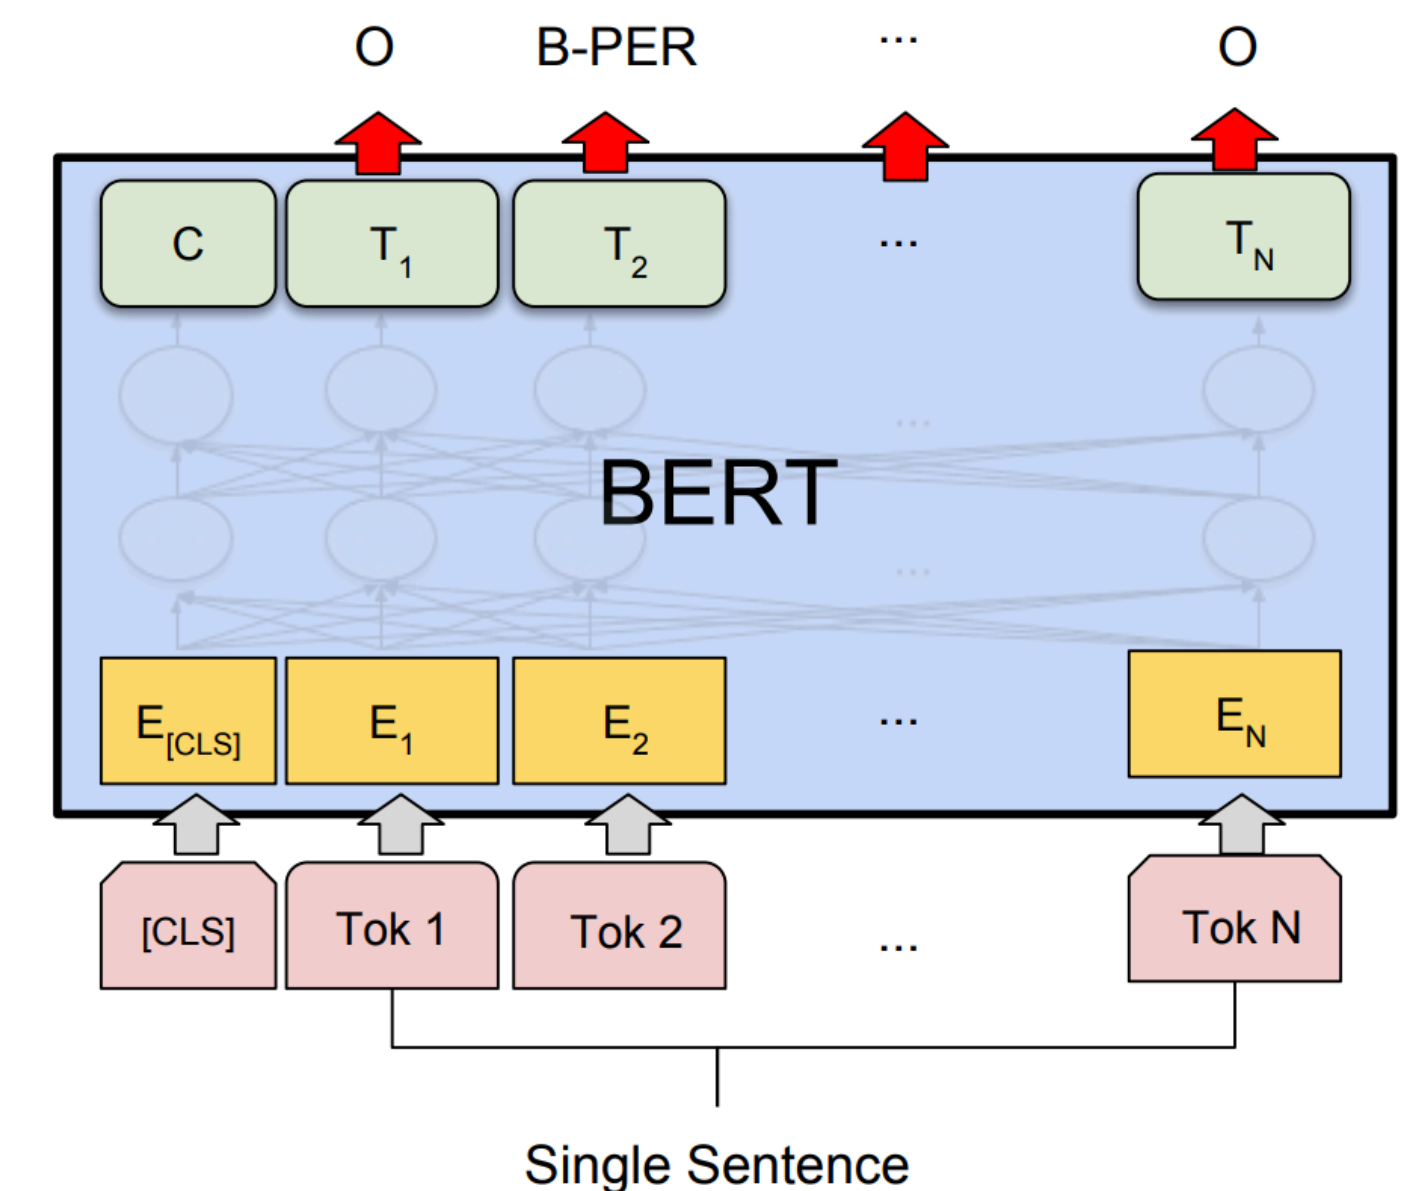 O B-PER ... O
C T1 T2 ... TN
...
BERT
...
E[CLS] E1 E2 ... EN
[CLS] Tok 1 Tok 2 ... Tok N
Single Sentence